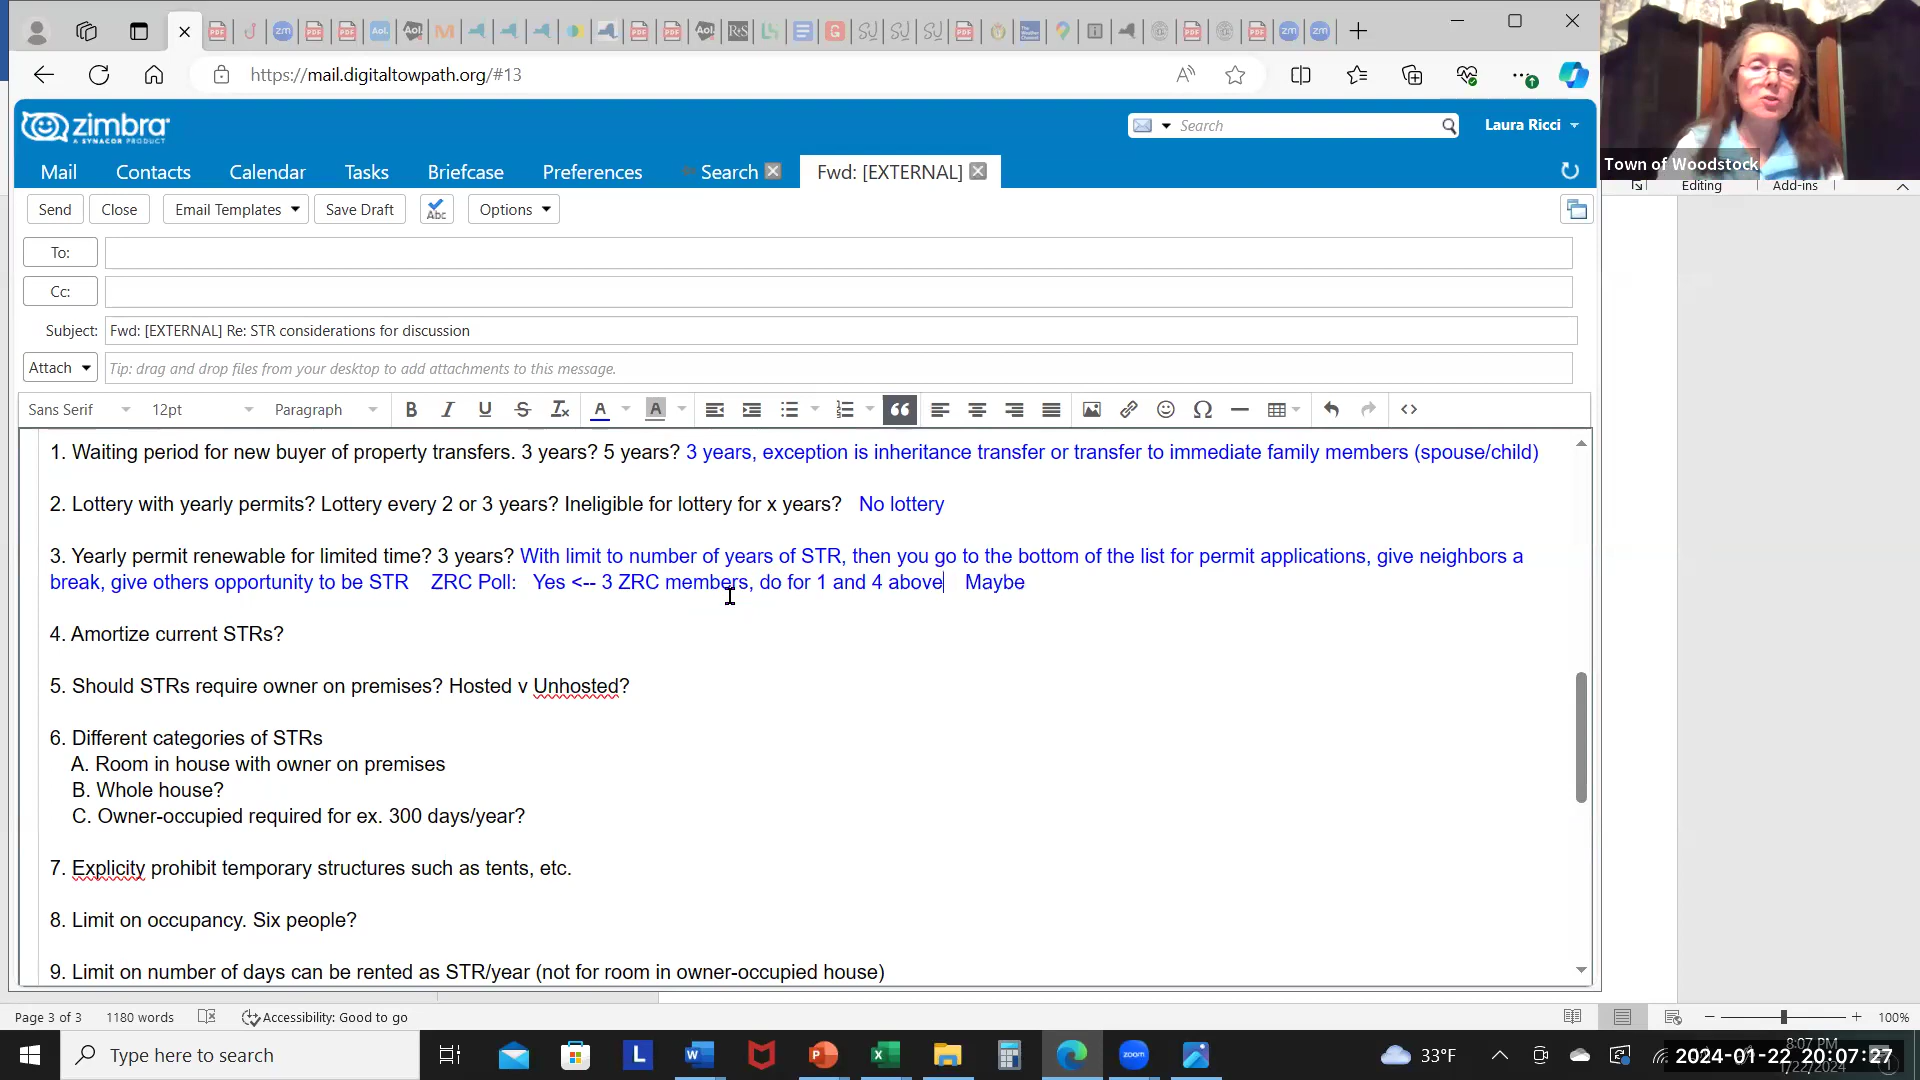 https://mail.digitaltowpath.org/#13
zimbra
A SYNACOR PRODUCT
Search
Laura Ricci
Town of Woodstock
Mail Contacts Calendar Tasks Briefcase Preferences Search Fwd: [EXTERNAL]
Editing Add-ins
Send Close Email Templates Save Draft Abc Options
To:
Cc:
Subject: Fwd: [EXTERNAL] Re: STR considerations for discussion
Attach Tip: drag and drop files from your desktop to add attachments to this message.
Sans Serif 12pt Paragraph B I U S
1. Waiting period for new buyer of property transfers. 3 years? 5 years? 3 years, exception is inheritance transfer or transfer to immediate family members (spouse/child)
2. Lottery with yearly permits? Lottery every 2 or 3 years? Ineligible for lottery for x years? No lottery
3. Yearly permit renewable for limited time? 3 years? With limit to number of years of STR, then you go to the bottom of the list for permit applications, give neighbors a
break, give others opportunity to be STR ZRC Poll: Yes <-- 3 ZRC members, do for 1 and 4 above Maybe
4. Amortize current STRs?
5. Should STRs require owner on premises? Hosted v Unhosted?
6. Different categories of STRs
A. Room in house with owner on premises
B. Whole house?
C. Owner-occupied required for ex. 300 days/year?
7. Explicity prohibit temporary structures such as tents, etc.
8. Limit on occupancy. Six people?
9. Limit on number of days can be rented as STR/year (not for room in owner-occupied house)
Page 3 of 3 1180 words Accessibility: Good to go 100%
Type here to search
33°F
8:07 PM
2024-01-22 20:07:27